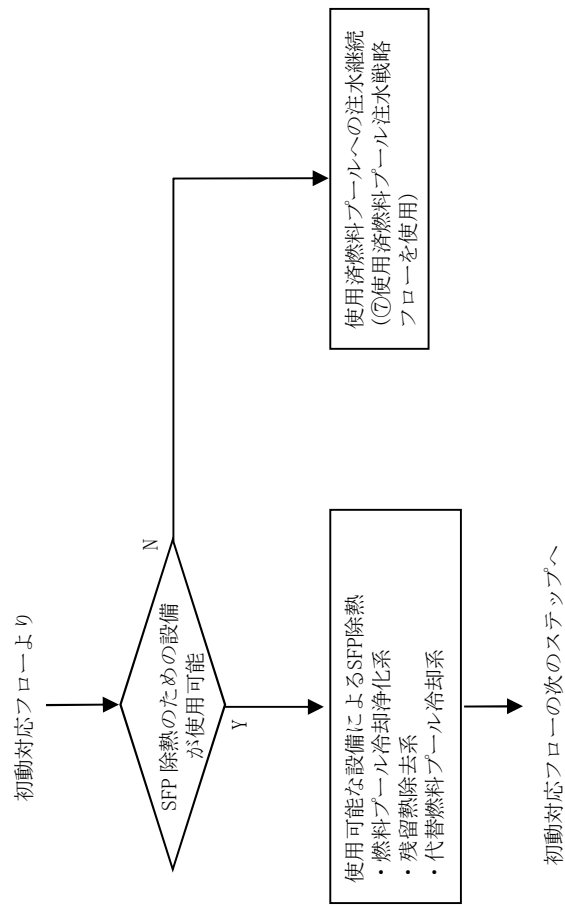 初動対応フローより
SFP 除熱のための設備
が使用可能
N
Y
使用可能な設備によるSFP除熱
・燃料プール冷却浄化系
・残留熱除去系
・代替燃料プール冷却系
使用済燃料プールへの注水継続
(⑦使用済燃料プール注水戦略
フローを使用)
初動対応フローの次のステップへ